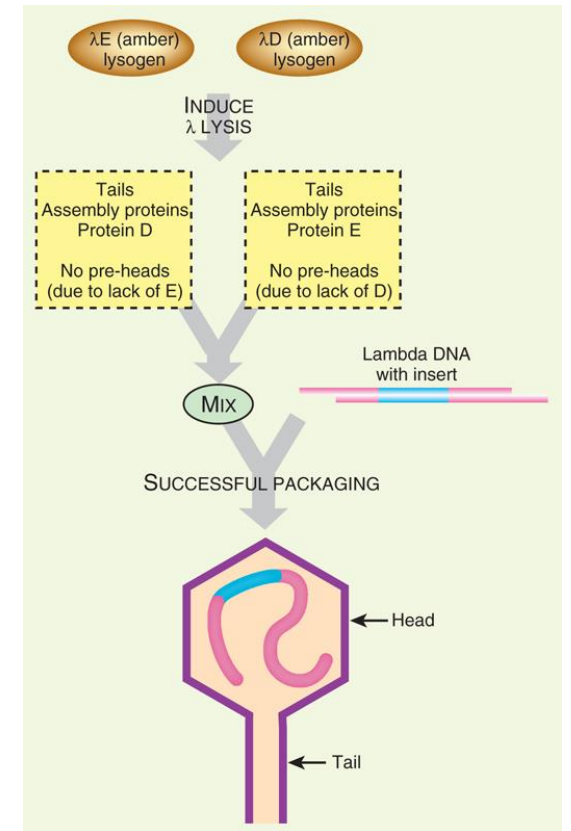 λE (amber)
lysogen
λD (amber)
lysogen
INDUCE
λ LYSIS
Tails
Assembly proteins
Protein D
No pre-heads
(due to lack of E)
Tails
Assembly proteins
Protein E
No pre-heads
(due to lack of D)
Lambda DNA
with insert
MIX
SUCCESSFUL PACKAGING
Head
Tail